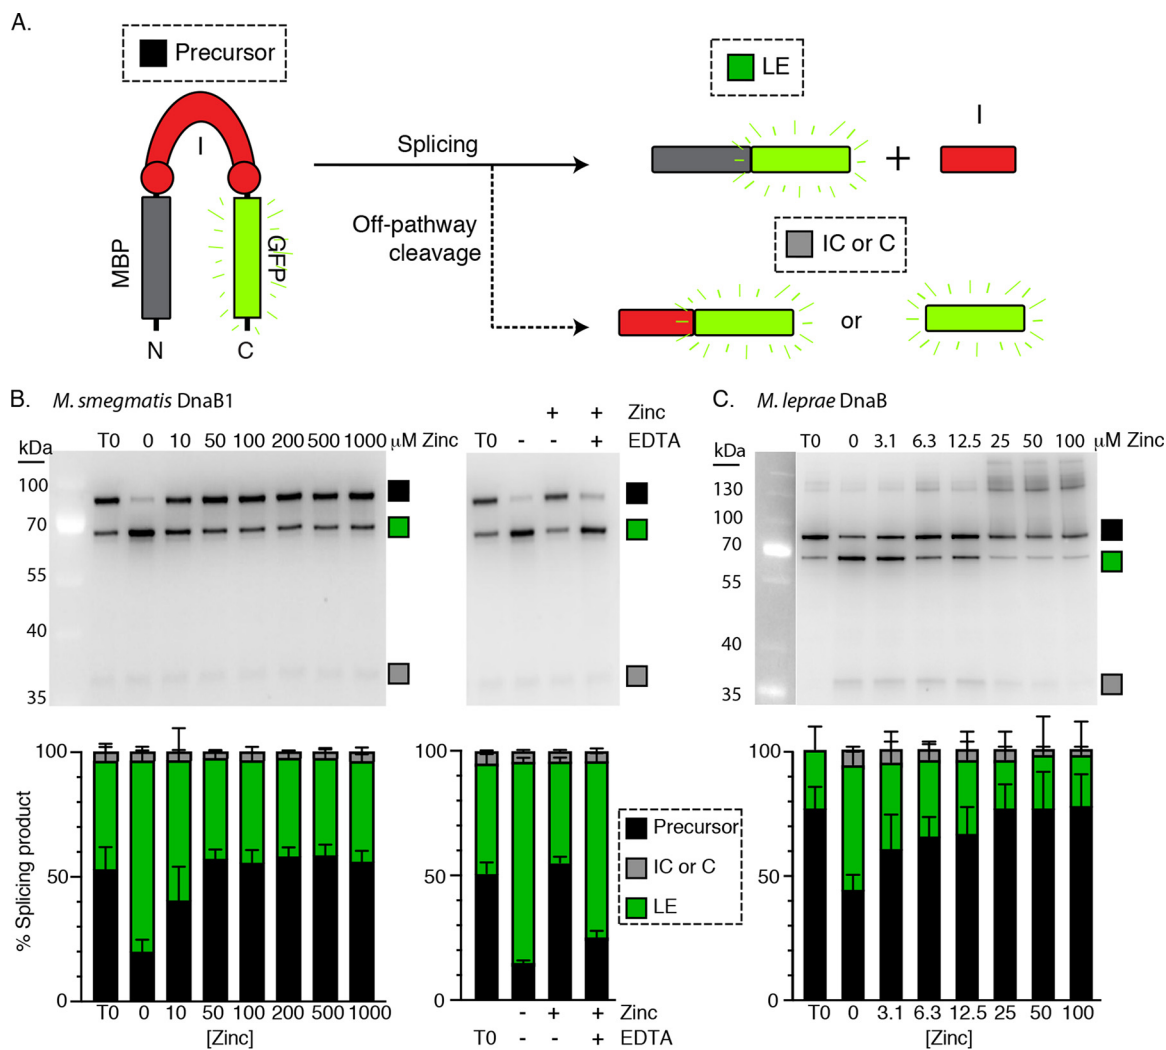 A.
Precursor
LE
I
I
Splicing
Off-pathway
cleavage
MBP
GFP
N
C
IC or C
or
B. M. smegmatis DnaB1
kDa
T0 0 10 50 100 200 500 1000 μM Zinc
100
70
55
40
35
+ + Zinc
T0 - - + EDTA
C. M. leprae DnaB
kDa
T0 0 3.1 6.3 12.5 25 50 100 μM Zinc
130
100
70
55
40
35
% Splicing product
100
50
0
T0 0 10 50 100 200 500 1000
[Zinc]
100
50
0
- + + Zinc
T0 - - + EDTA
Precursor
IC or C
LE
100
50
0
T0 0 3.1 6.3 12.5 25 50 100
[Zinc]